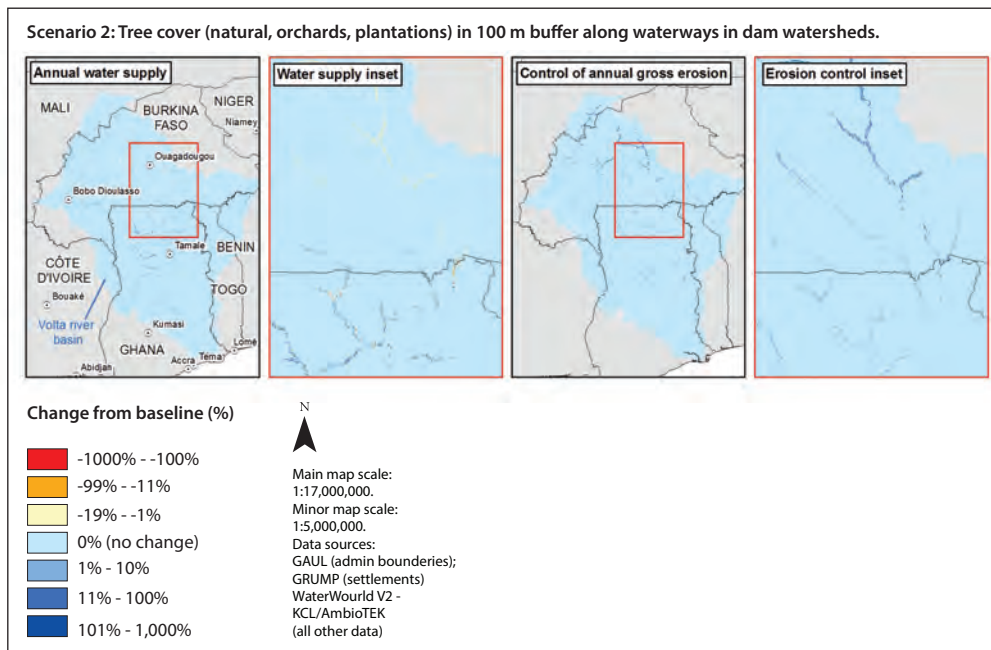 Scenario 2: Tree cover (natural, orchards, plantations) in 100 m buffer along waterways in dam watersheds.
Annual water supply
Water supply inset
Control of annual gross erosion
Erosion control inset
MALI
NIGER
BURKINA
FASO
Niamey
Ouagadougou
Bobo Dioulasso
Tamale
BENIN
CÔTE
D'IVOIRE
TOGO
Bouaké
Volta river
basin
Kumasi
GHANA
Lomé
Accra
Tema
Abidjan
Change from baseline (%)
-1000% - -100%
-99% - -11%
-19% - -1%
0% (no change)
1% - 10%
11% - 100%
101% - 1,000%
N
Main map scale:
1:17,000,000.
Minor map scale:
1:5,000,000.
Data sources:
GAUL (admin bounderies);
GRUMP (settlements)
WaterWourld V2 -
KCL/AmbioTEK
(all other data)